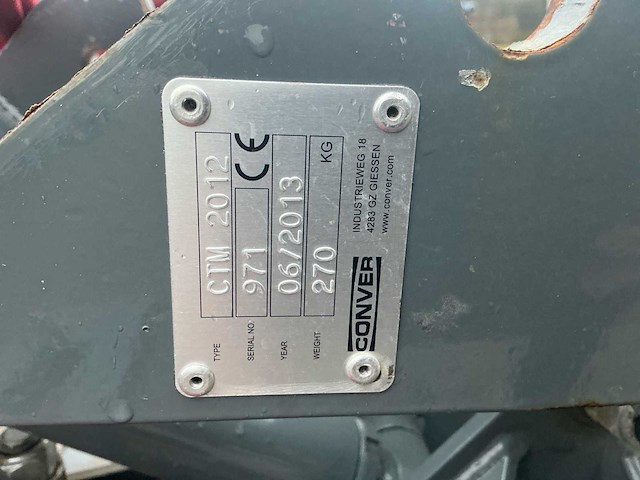 TYPE CTM 2012
SERIAL NO. 971 CE
YEAR 06/2013
WEIGHT 270 KG
CONVER
INDUSTRIEWEG 18
4283 GZ GIESSEN
www.conver.com